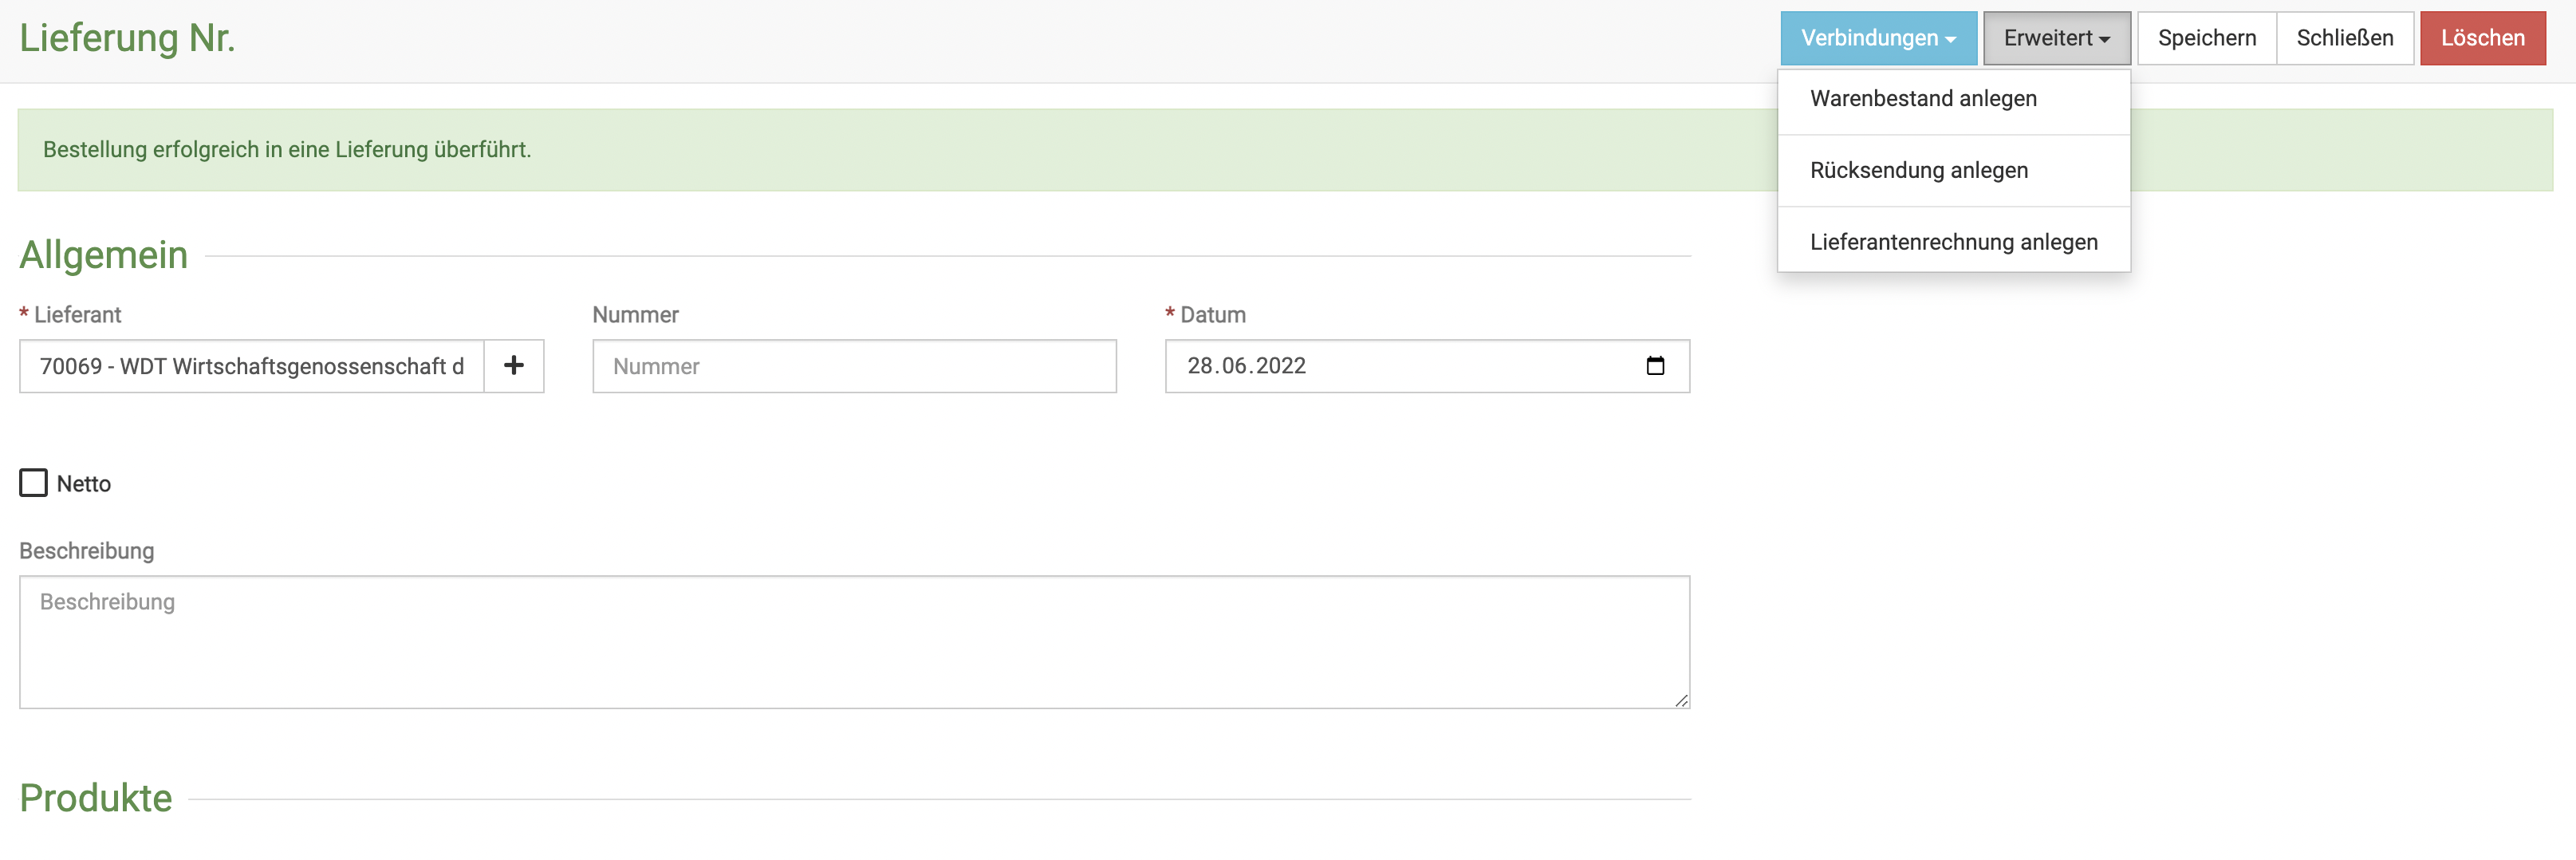 Lieferung Nr.
Verbindungen
Erweitert
Speichern
Schließen
Löschen
Warenbestand anlegen
Rücksendung anlegen
Lieferantenrechnung anlegen
Bestellung erfolgreich in eine Lieferung überführt.
Allgemein
* Lieferant
Nummer
* Datum
70069 - WDT Wirtschaftsgenossenschaft d
+
Nummer
28.06.2022
Netto
Beschreibung
Beschreibung
Produkte